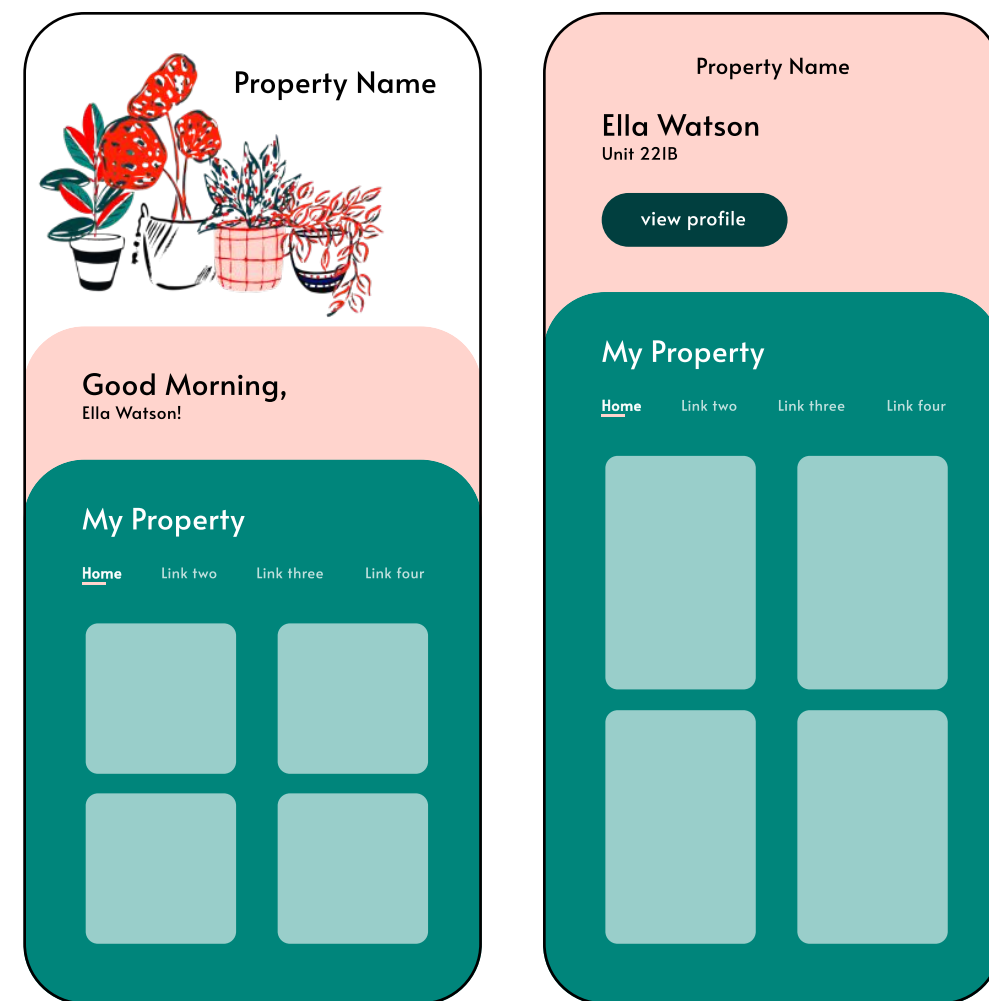 Property Name
Good Morning,
Ella Watson!
My Property
Home Link two Link three Link four
Property Name
Ella Watson
Unit 221B
view profile
My Property
Home Link two Link three Link four